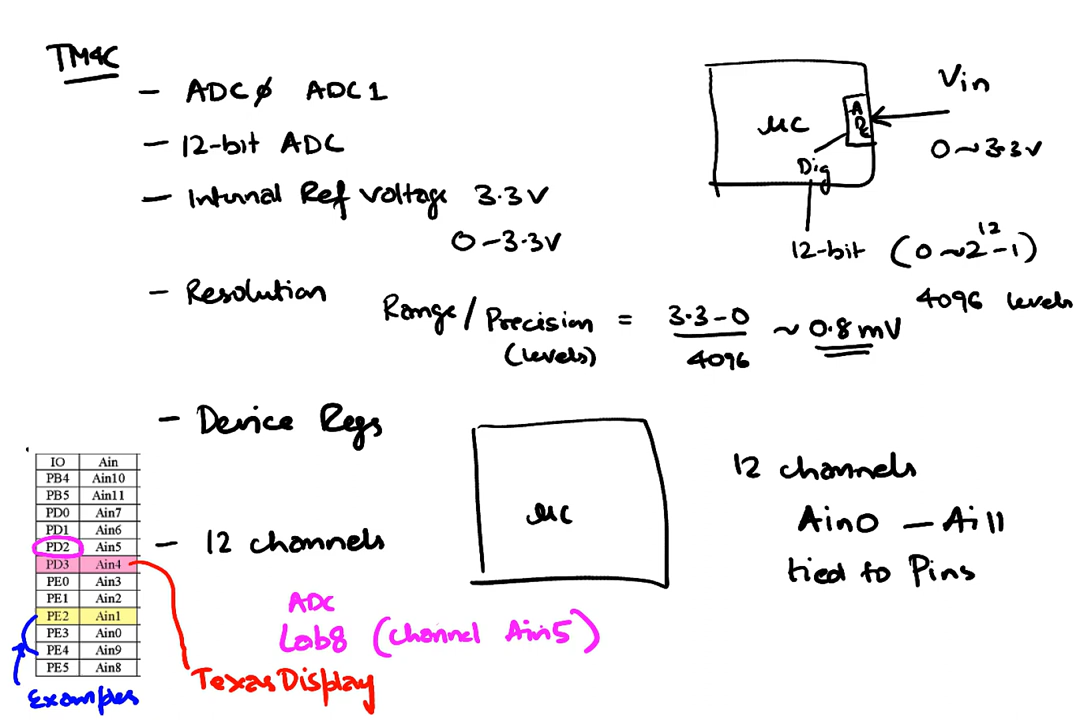 TM4C
- ADC∅ ADC1
- 12-bit ADC
- Internal Ref Voltage 3.3V
0-3.3V
- Resolution
Range/Precision (levels) = 3.3-0 / 4096 ~ 0.8mV
μC
ADC
Dig
Vin
0~3.3V
12-bit (0~2^12-1)
4096 levels
- Device Regs
- 12 channels
μC
12 channels
Ain0 - Ai11
tied to Pins
IO Ain
PB4 Ain10
PB5 Ain11
PD0 Ain7
PD1 Ain6
PD2 Ain5
PD3 Ain4
PE0 Ain3
PE1 Ain2
PE2 Ain1
PE3 Ain0
PE4 Ain9
PE5 Ain8
ADC
Lab8 (channel Ain5)
Texas Display
Examples